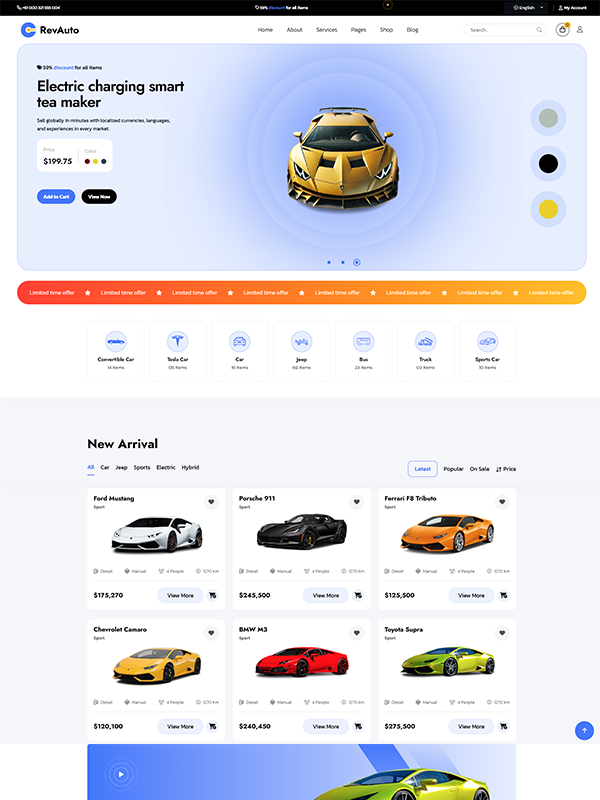 +91 000 321 555 004
59% discount for all items
English
My Account
RevAuto
Home About Services Pages Shop Blog
Search..
59% discount for all items
Electric charging smart
tea maker
Sell globally in minutes with localized currencies, languages,
and experiences in every market.
Price
Color
$199.75
Add to Cart
View Now
Limited time offer Limited time offer Limited time offer Limited time offer Limited time offer Limited time offer Limited time offer Limited time offer
Convertible Car
14 Items
Tesla Car
05 Items
Car
16 Items
Jeep
68 Items
Bus
23 Items
Truck
03 Items
Sports Car
10 Items
New Arrival
All Car Jeep Sports Electric Hybrid
Latest Popular On Sale Price
Ford Mustang
Sport
Diesel Manual 4 People 1270 km
$175,270
View More
Porsche 911
Sport
Diesel Manual 4 People 1270 km
$245,500
View More
Ferrari F8 Tributo
Sport
Diesel Manual 4 People 1270 km
$125,500
View More
Chevrolet Camaro
Sport
Diesel Manual 4 People 1270 km
$120,100
View More
BMW M3
Sport
Diesel Manual 4 People 1270 km
$240,450
View More
Toyota Supra
Sport
Diesel Manual 4 People 1270 km
$275,500
View More